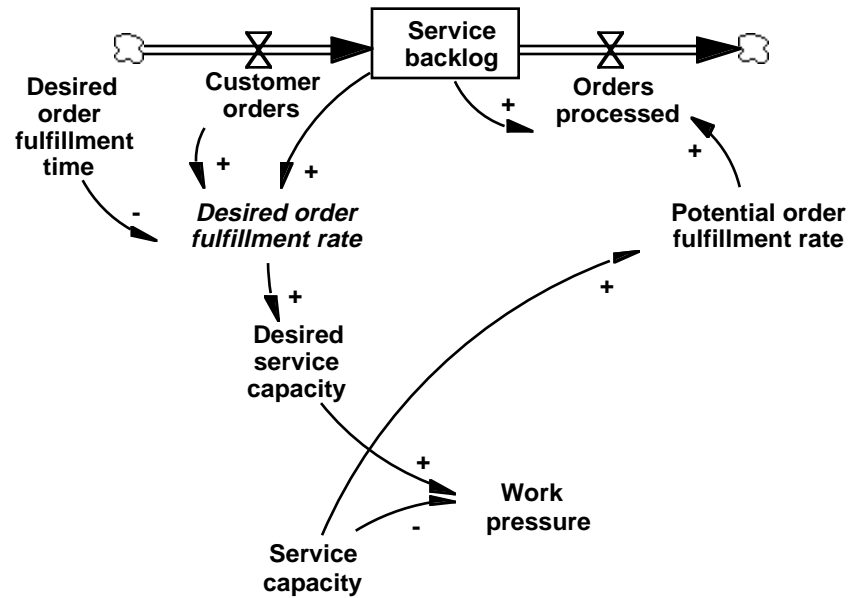 Service
backlog
Customer
orders
Orders
processed
Desired
order
fulfillment
time
+
+
+
+
-
Desired order
fulfillment rate
Potential order
fulfillment rate
+
+
Desired
service
capacity
+
Work
pressure
-
Service
capacity